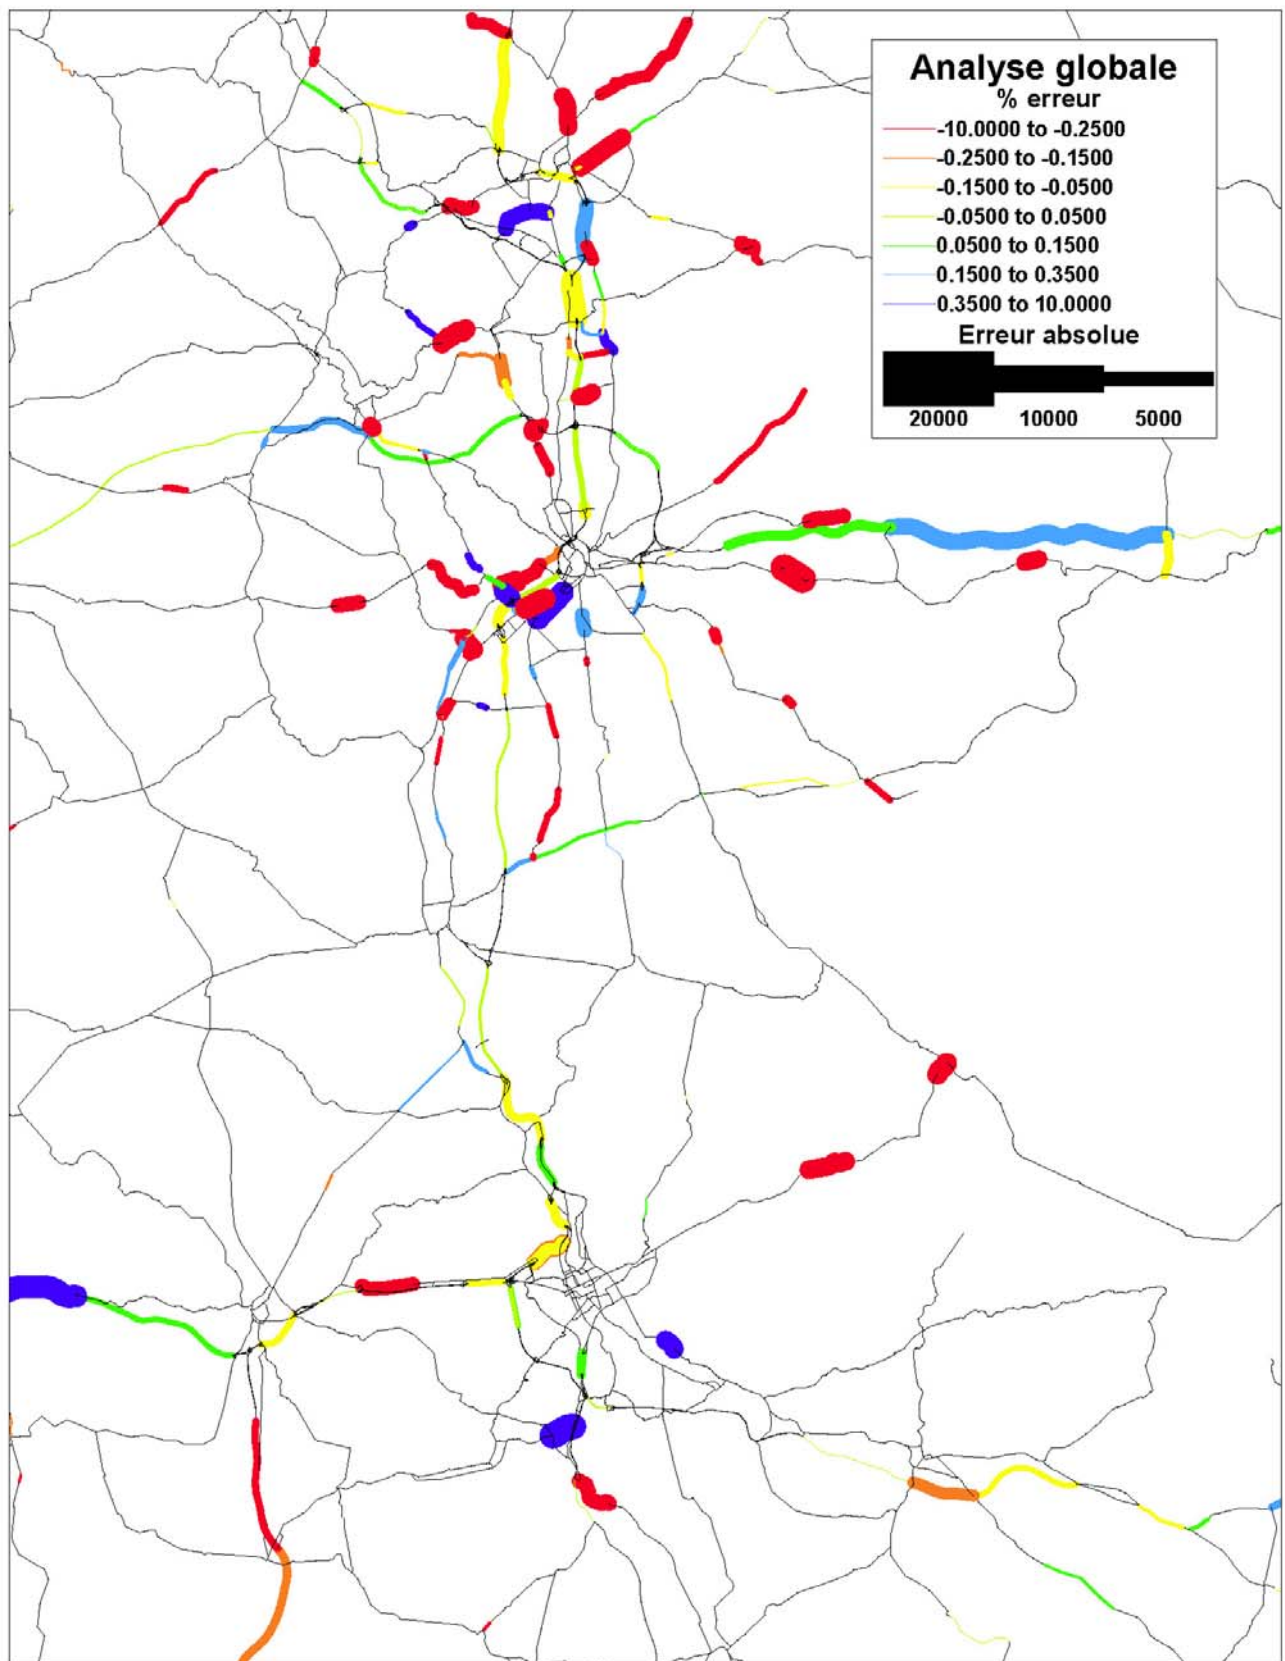 Analyse globale
% erreur
-10.0000 to -0.2500
-0.2500 to -0.1500
-0.1500 to -0.0500
-0.0500 to 0.0500
0.0500 to 0.1500
0.1500 to 0.3500
0.3500 to 10.0000
Erreur absolue
20000 10000 5000